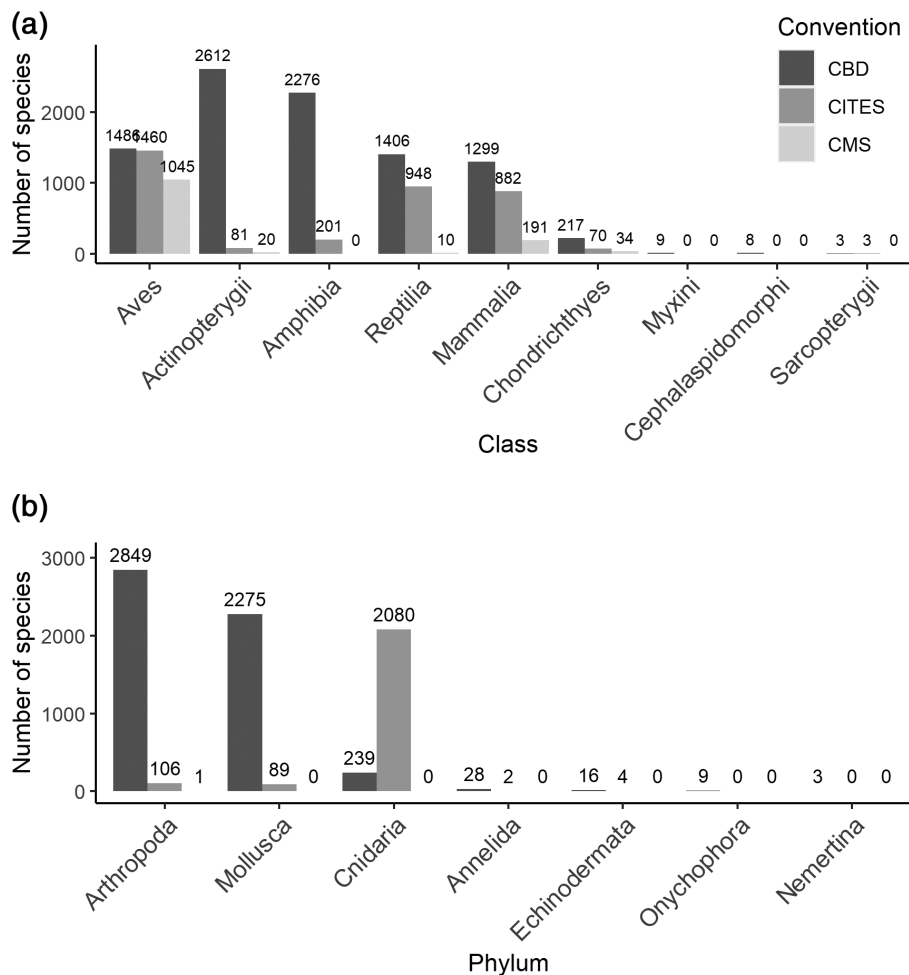 (a)
Convention
CBD
CITES
CMS
Number of species
2000
1000
0
1486 1460 1045
2612 81 20
2276 201 0
1406 948 10
1299 882 191
217 70 34
9 0 0
8 0 0
3 3 0
Aves
Actinopterygii
Amphibia
Reptilia
Mammalia
Chondrichthyes
Myxini
Cephalaspidomorphi
Sarcopterygii
Class
(b)
Number of species
3000
2000
1000
0
2849 106 1
2275 89 0
239 2080 0
28 2 0
16 4 0
9 0 0
3 0 0
Arthropoda
Mollusca
Cnidaria
Annelida
Echinodermata
Onychophora
Nemertina
Phylum